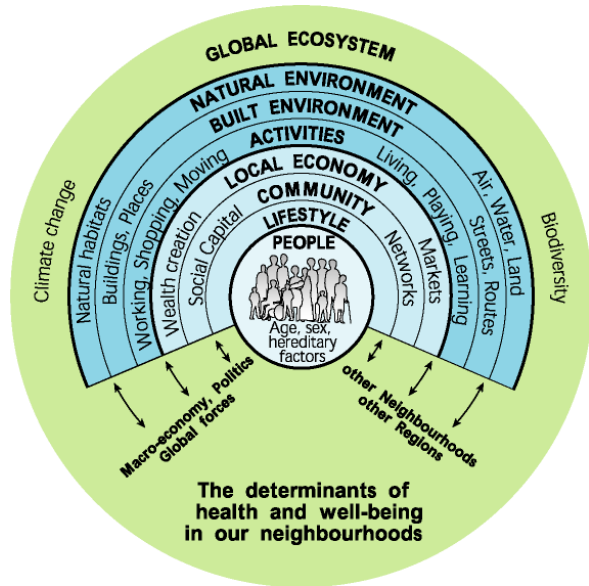 GLOBAL ECOSYSTEM
NATURAL ENVIRONMENT
BUILT ENVIRONMENT
ACTIVITIES
LOCAL ECONOMY
COMMUNITY
LIFESTYLE
PEOPLE
Age, sex,
hereditary
factors
Climate change
Natural habitats
Buildings, Places
Working, Shopping, Moving
Wealth creation
Social Capital
Networks
Markets
Living, Playing, Learning
Streets, Routes
Air, Water, Land
Biodiversity
Macro-economy, Politics
Global forces
other Neighbourhoods
other Regions
The determinants of
health and well-being
in our neighbourhoods